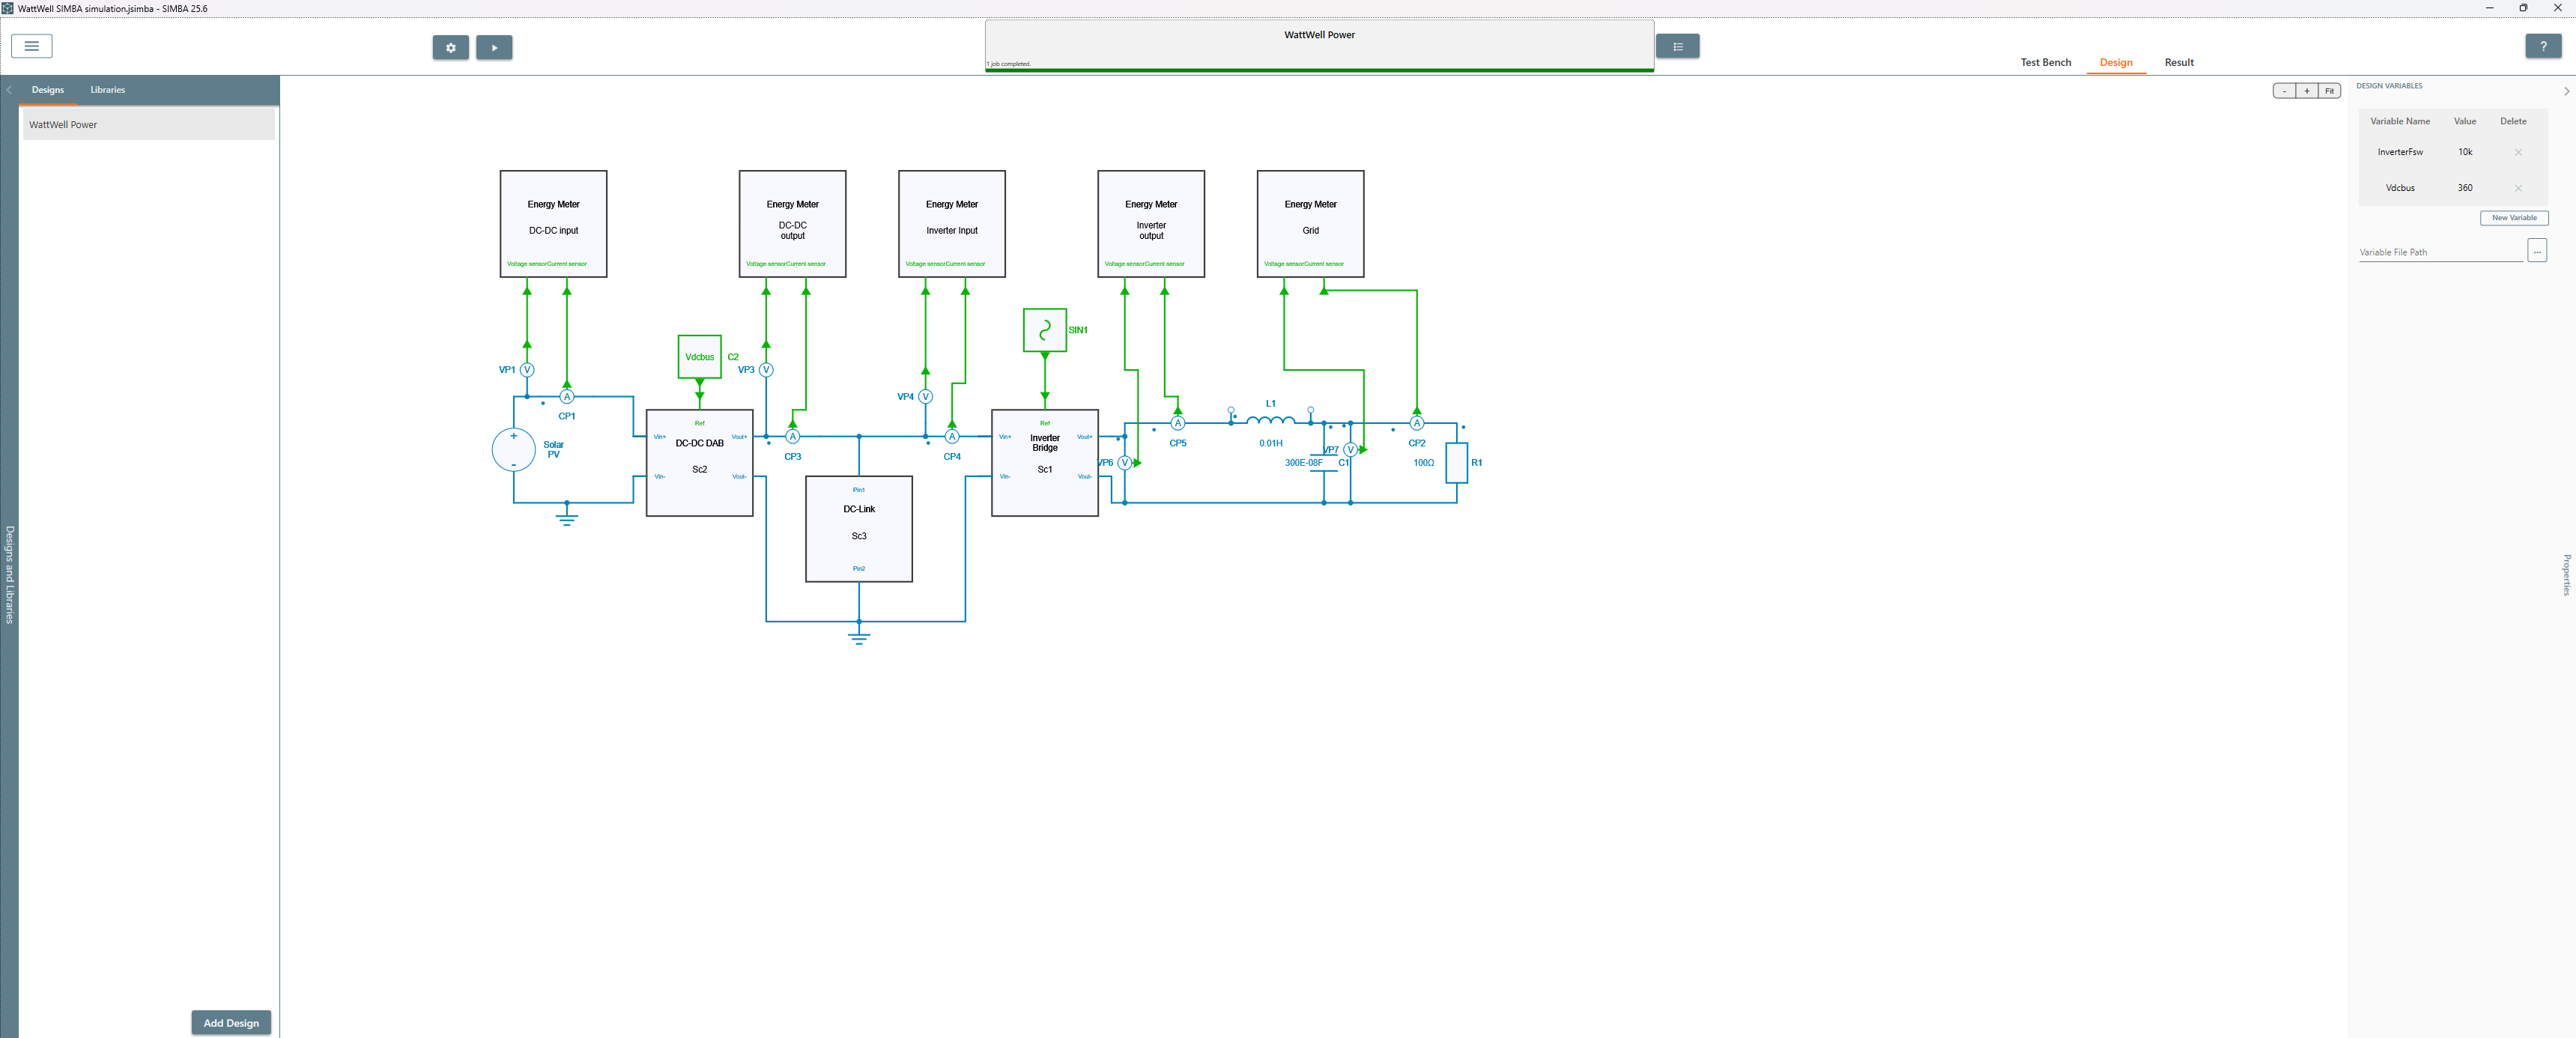 WattWell SIMBA simulation.jsimba - SIMBA 25.6
WattWell Power
1 job completed.
Test Bench
Design
Result
?
Designs
Libraries
WattWell Power
Designs and Libraries
Add Design
-
+
Fit
DESIGN VARIABLES
Variable Name Value Delete
InverterFsw 10k
Vdcbus 360
New Variable
Variable File Path
...
Properties
Energy Meter
DC-DC input
Voltage sensorCurrent sensor
Energy Meter
DC-DC
output
Voltage sensorCurrent sensor
Energy Meter
Inverter Input
Voltage sensorCurrent sensor
Energy Meter
Inverter
output
Voltage sensorCurrent sensor
Energy Meter
Grid
Voltage sensorCurrent sensor
SIN1
Vdcbus
C2
VP1
V
VP3
V
VP4
V
A
CP1
+
-
Solar
PV
Ref
DC-DC DAB
Sc2
Vin+
Vin-
Vout+
Vout-
A
CP3
A
CP4
Pin1
DC-Link
Sc3
Pin2
Ref
Inverter
Bridge
Sc1
Vin+
Vin-
Vout+
Vout-
VP6
V
A
CP5
L1
0.01H
VP7
V
300E-08F
C1
A
CP2
100Ω
R1